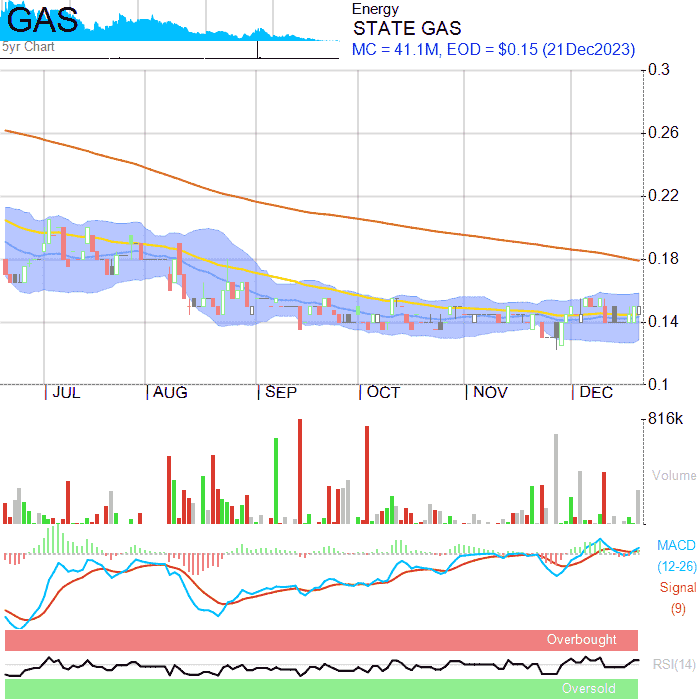 GAS
5yr Chart
Energy
STATE GAS
MC = 41.1M, EOD = $0.15 (21Dec2023)
0.3
0.26
0.22
0.18
0.14
0.1
JUL AUG SEP OCT NOV DEC
816k
Volume
MACD
(12-26)
Signal
(9)
Overbought
RSI(14)
Oversold